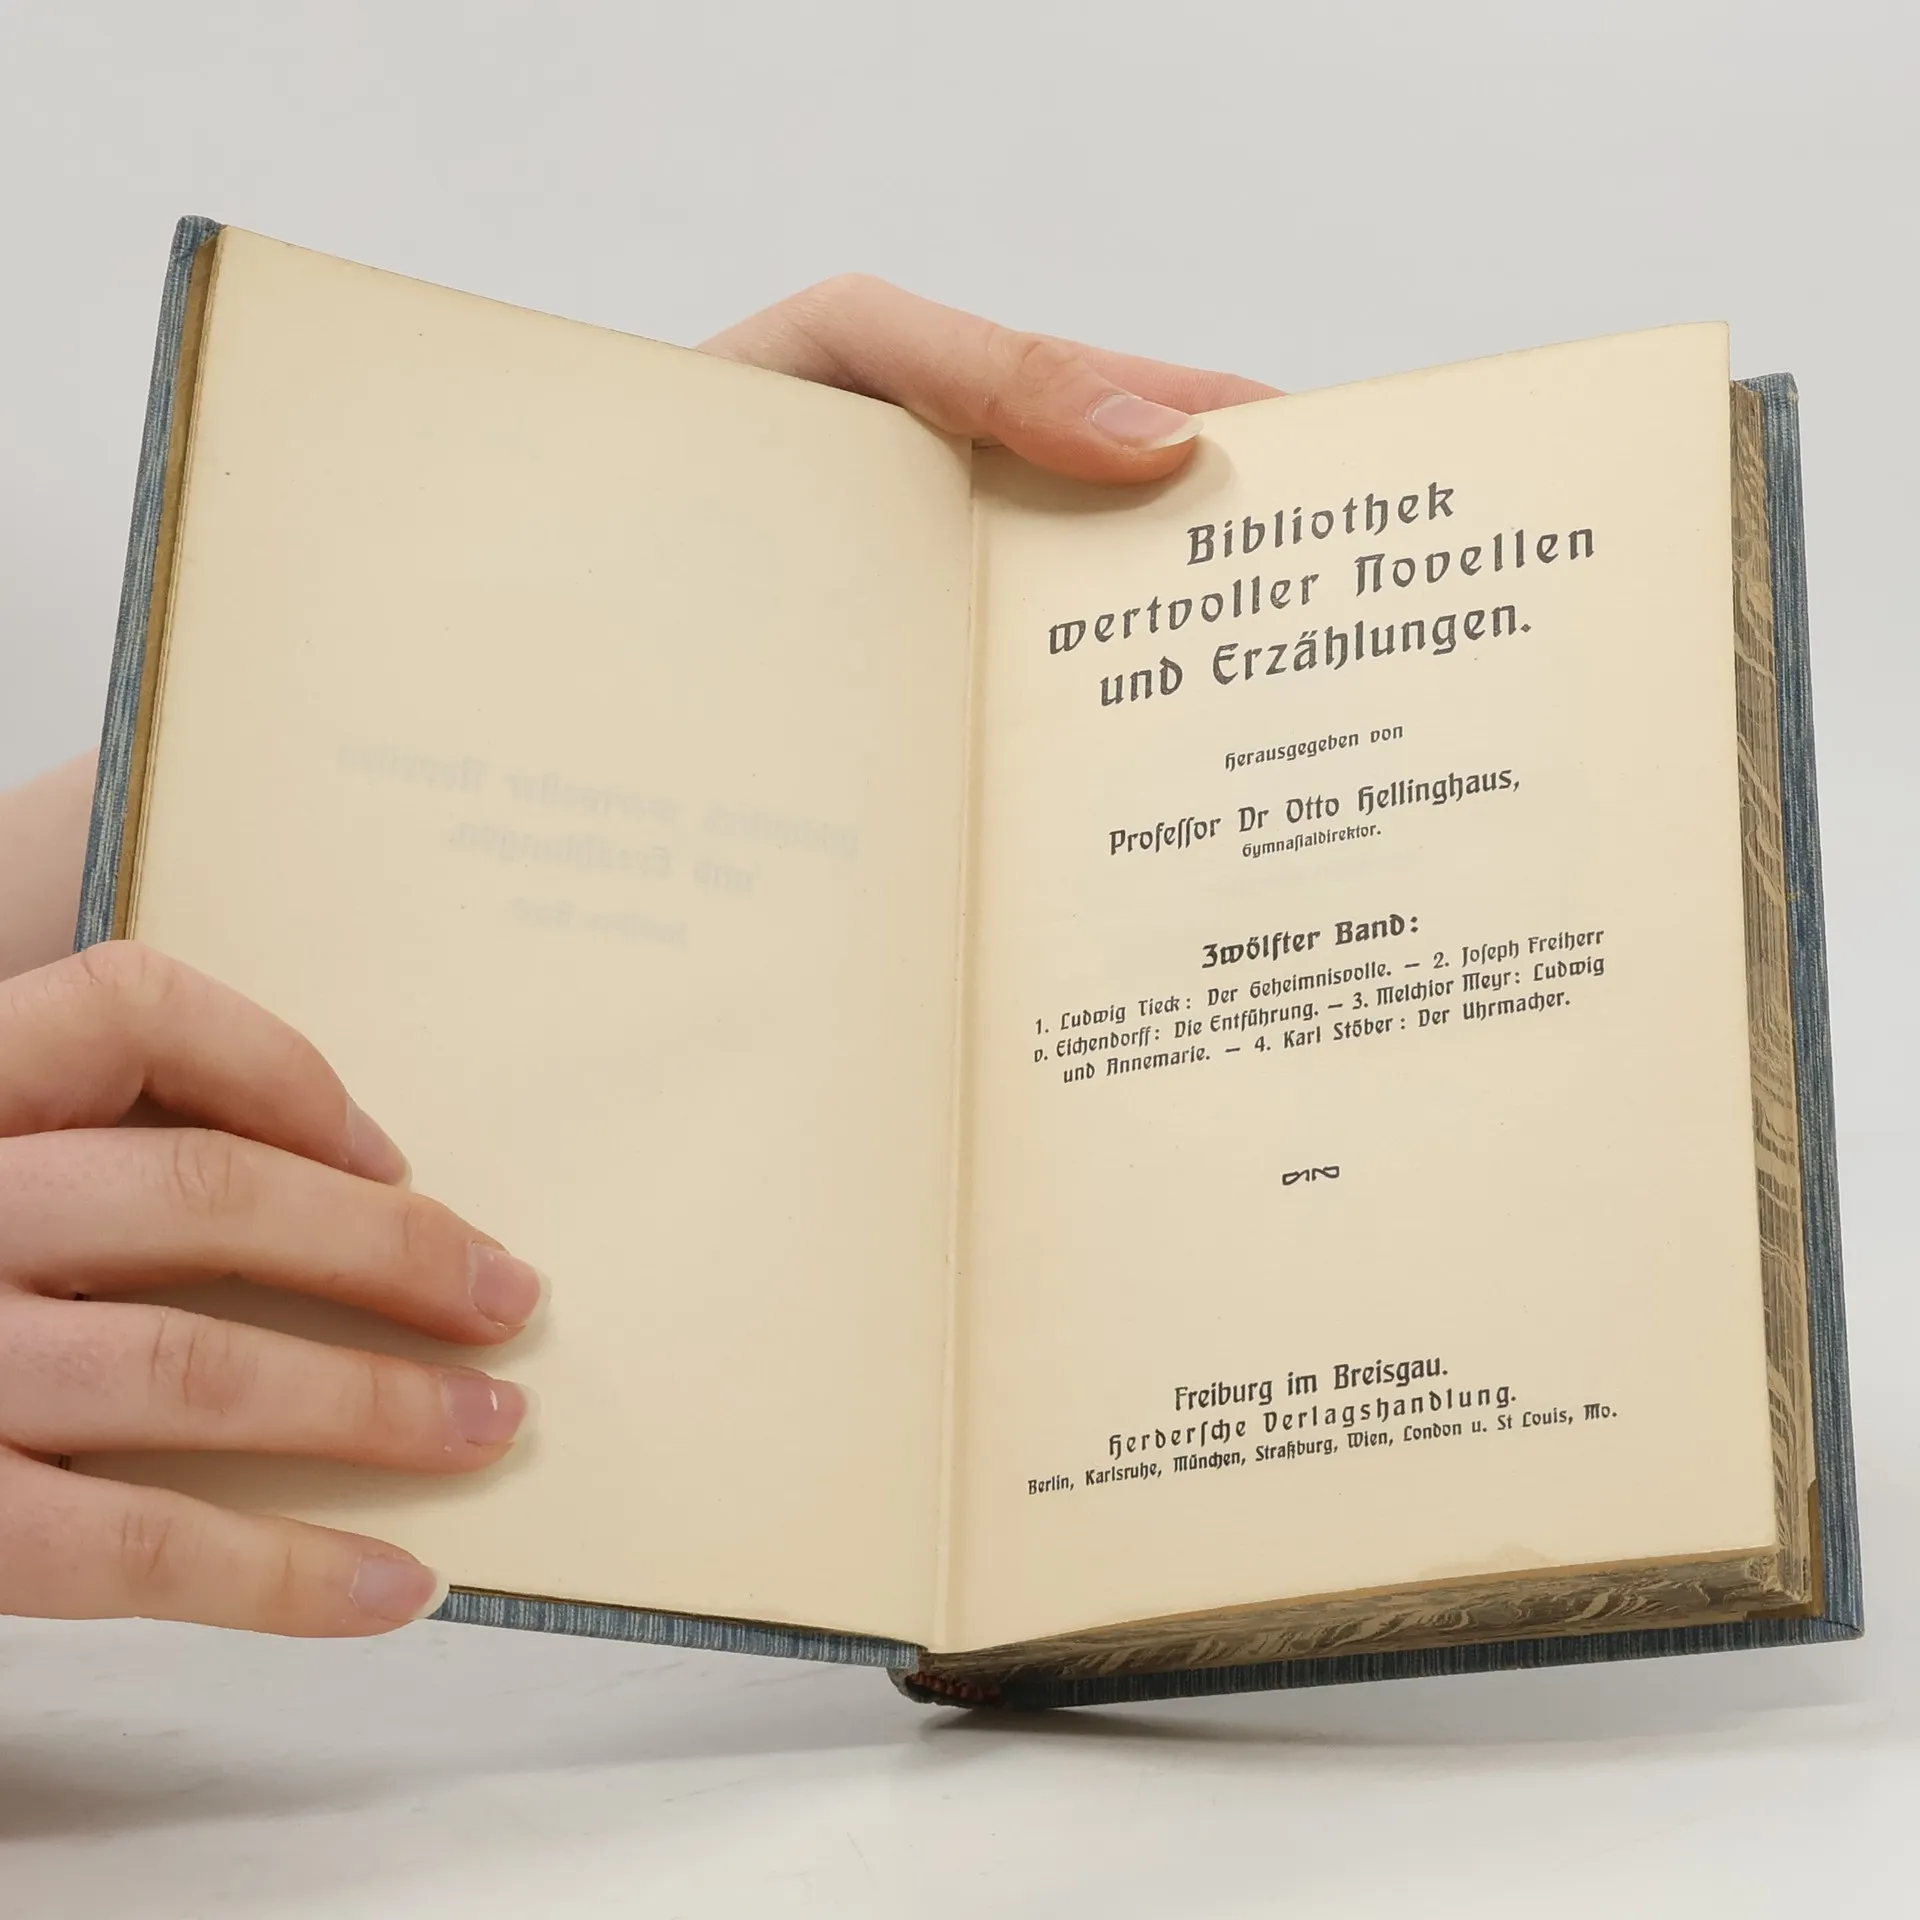 Bibliothek
wertvoller Novellen
und Erzählungen.
Herausgegeben von
Professor Dr Otto Hellinghaus,
Gymnasialdirektor.
Zwölfter Band:
1. Ludwig Tieck: Der Geheimnisvolle. — 2. Joseph Freiherr
v. Eichendorff: Die Entführung. — 3. Melchior Meyr: Ludwig
und Annemarie. — 4. Karl Stöber: Der Uhrmacher.
Freiburg im Breisgau.
Herdersche Verlagshandlung.
Berlin, Karlsruhe, München, Straßburg, Wien, London u. St Louis, Mo.